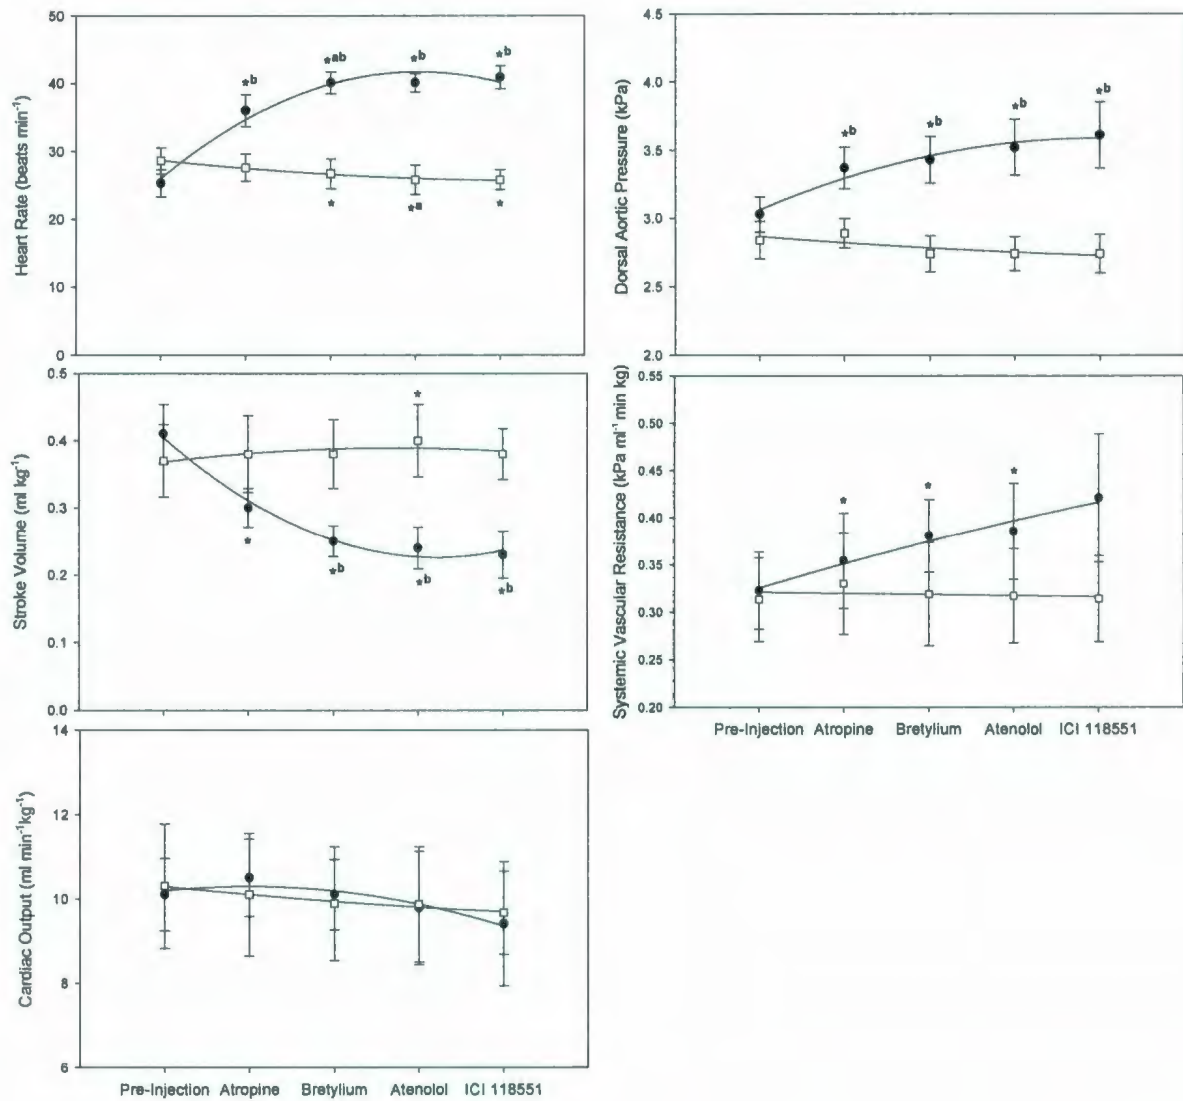 Heart Rate (beats min⁻¹)
50
40
30
20
10
0
*b
*ab
*b
*b
*
*a
*
Dorsal Aortic Pressure (kPa)
4.5
4.0
3.5
3.0
2.5
2.0
*b
*b
*b
*b
Stroke Volume (ml kg⁻¹)
0.5
0.4
0.3
0.2
0.1
0.0
*
*
*b
*b
*b
Systemic Vascular Resistance (kPa ml⁻¹ min kg)
0.55
0.50
0.45
0.40
0.35
0.30
0.25
0.20
*
*
*
Pre-Injection Atropine Bretylium Atenolol ICI 118551
Cardiac Output (ml min⁻¹kg⁻¹)
14
12
10
8
6
Pre-Injection Atropine Bretylium Atenolol ICI 118551